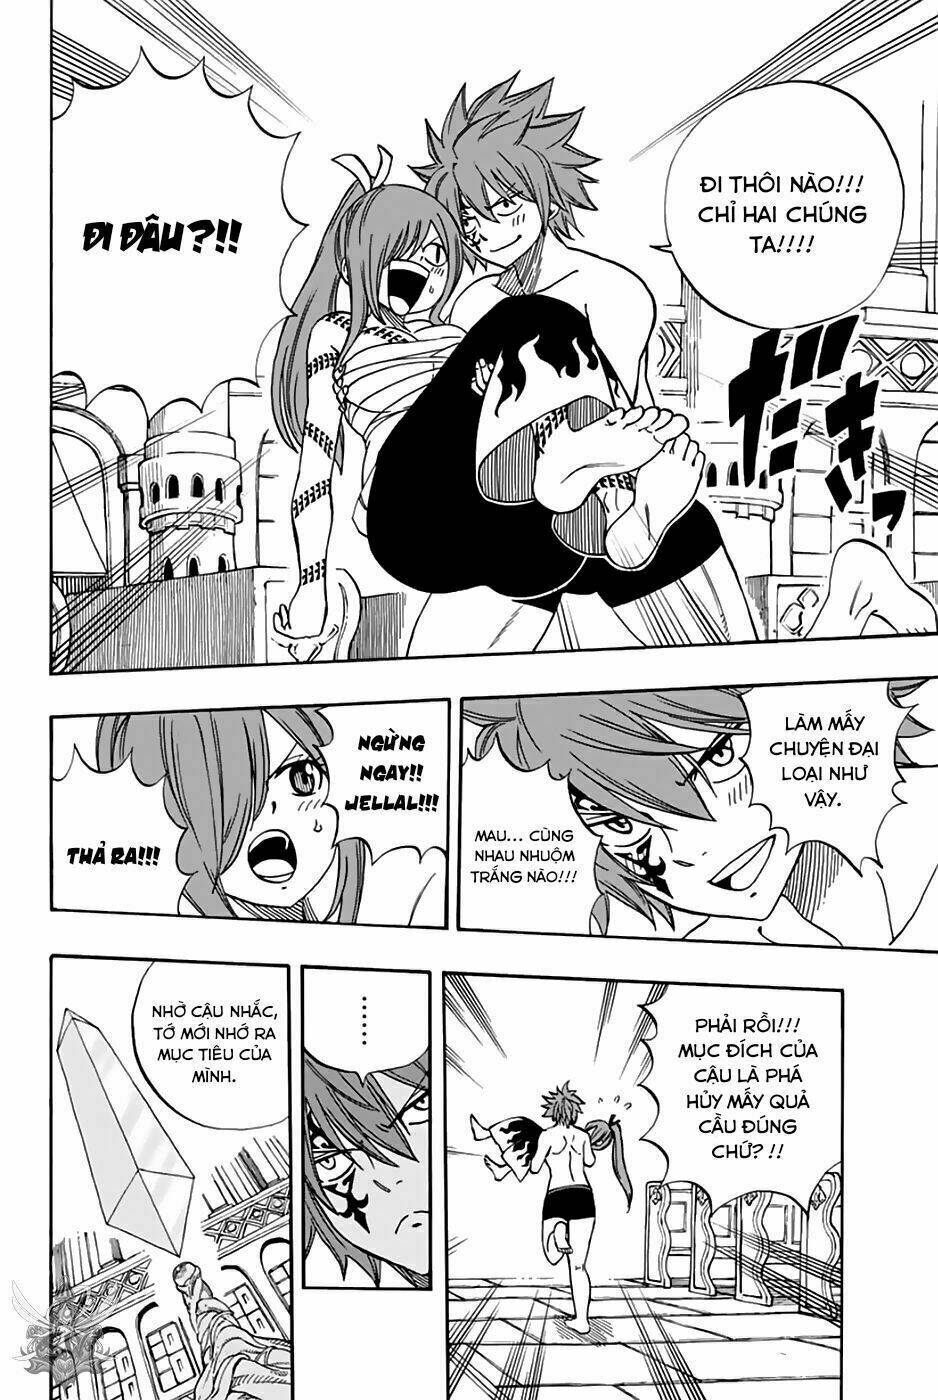 ĐI THÔI NÀO!!!
CHỈ HAI CHÚNG
TA!!!!
ĐI ĐÂU?!!
LÀM MẤY
CHUYỆN ĐẠI
LOẠI NHƯ
VẬY.
MAU... CÙNG
NHAU NHUỘM
TRẮNG NÀO!!!
NGỪNG
NGAY!!
JELLAL!!!
THẢ RA!!!
PHẢI RỒI!!!
MỤC ĐÍCH CỦA
CẬU LÀ PHÁ
HỦY MẤY QUẢ
CẦU ĐÚNG
CHỨ? !!
......
NHỜ CẬU NHẮC,
TỚ MỚI NHỚ RA
MỤC TIÊU CỦA
MÌNH.